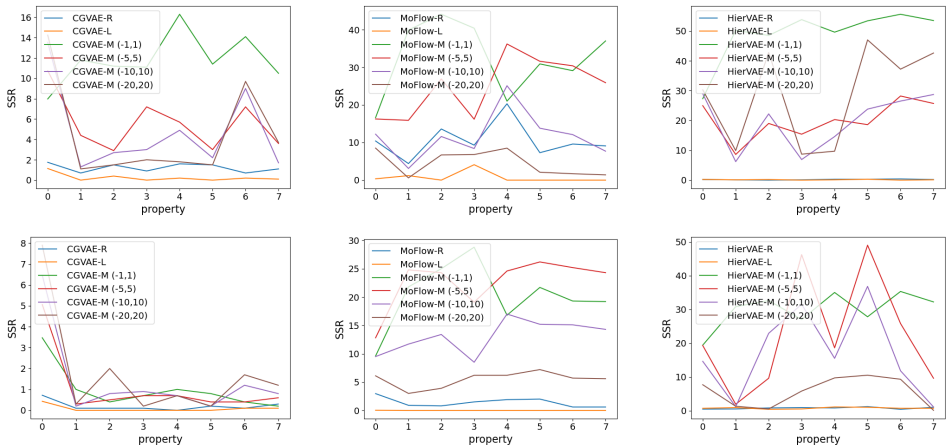 16
14
12
10
8
6
4
2
0
SSR
CGVAE-R
CGVAE-L
CGVAE-M (-1,1)
CGVAE-M (-5,5)
CGVAE-M (-10,10)
CGVAE-M (-20,20)
0 1 2 3 4 5 6 7
property
40
30
20
10
0
SSR
MoFlow-R
MoFlow-L
MoFlow-M (-1,1)
MoFlow-M (-5,5)
MoFlow-M (-10,10)
MoFlow-M (-20,20)
0 1 2 3 4 5 6 7
property
50
40
30
20
10
0
SSR
HierVAE-R
HierVAE-L
HierVAE-M (-1,1)
HierVAE-M (-5,5)
HierVAE-M (-10,10)
HierVAE-M (-20,20)
0 1 2 3 4 5 6 7
property
8
7
6
5
4
3
2
1
0
SSR
CGVAE-R
CGVAE-L
CGVAE-M (-1,1)
CGVAE-M (-5,5)
CGVAE-M (-10,10)
CGVAE-M (-20,20)
0 1 2 3 4 5 6 7
property
30
25
20
15
10
5
0
SSR
MoFlow-R
MoFlow-L
MoFlow-M (-1,1)
MoFlow-M (-5,5)
MoFlow-M (-10,10)
MoFlow-M (-20,20)
0 1 2 3 4 5 6 7
property
50
40
30
20
10
0
SSR
HierVAE-R
HierVAE-L
HierVAE-M (-1,1)
HierVAE-M (-5,5)
HierVAE-M (-10,10)
HierVAE-M (-20,20)
0 1 2 3 4 5 6 7
property